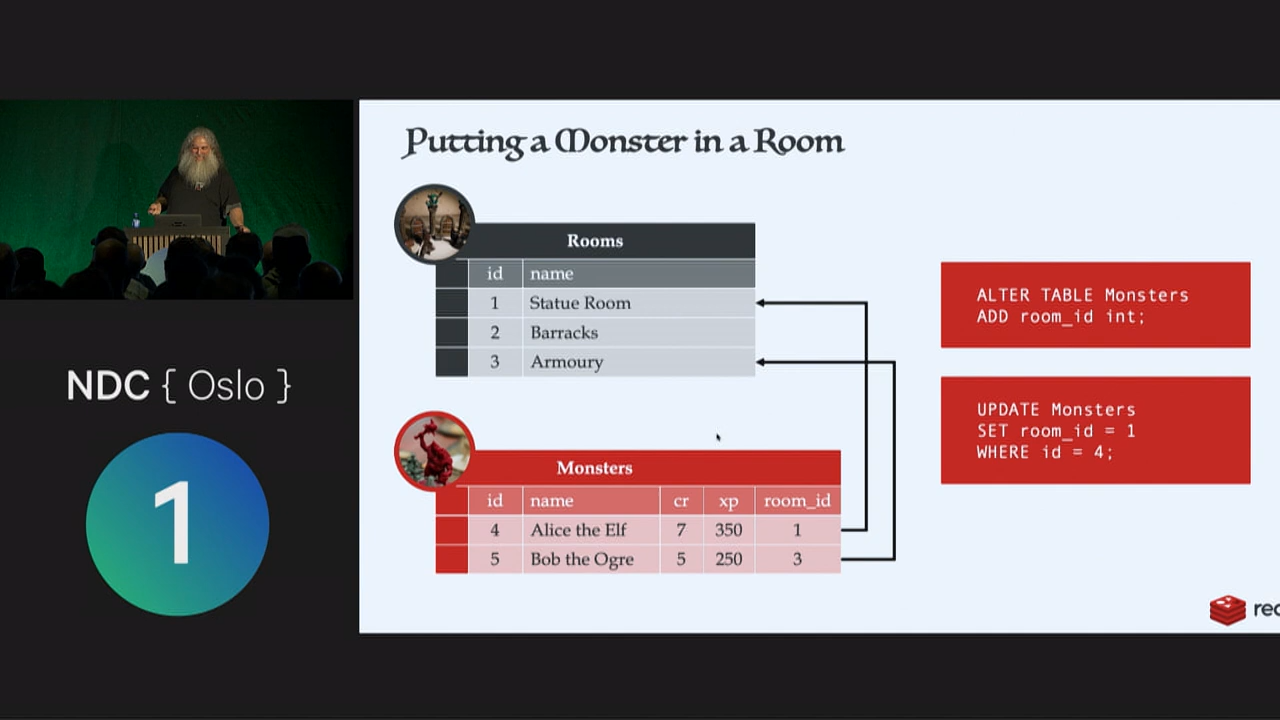 Putting a Monster in a Room
Rooms
id name
1 Statue Room
2 Barracks
3 Armoury
ALTER TABLE Monsters
ADD room_id int;
UPDATE Monsters
SET room_id = 1
WHERE id = 4;
Monsters
id name cr xp room_id
4 Alice the Elf 7 350 1
5 Bob the Ogre 5 250 3
NDC { Oslo }
1